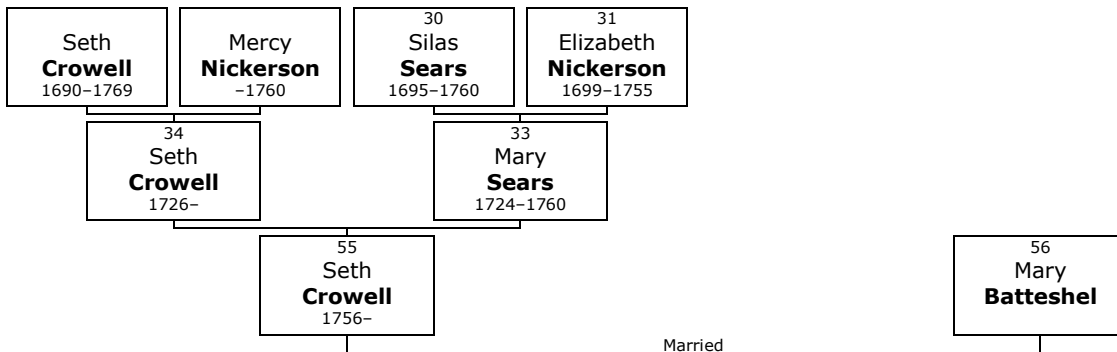 Seth
Crowell
1690–1769
Mercy
Nickerson
–1760
30
Silas
Sears
1695–1760
31
Elizabeth
Nickerson
1699–1755
34
Seth
Crowell
1726–
33
Mary
Sears
1724–1760
55
Seth
Crowell
1756–
56
Mary
Batteshel
Married